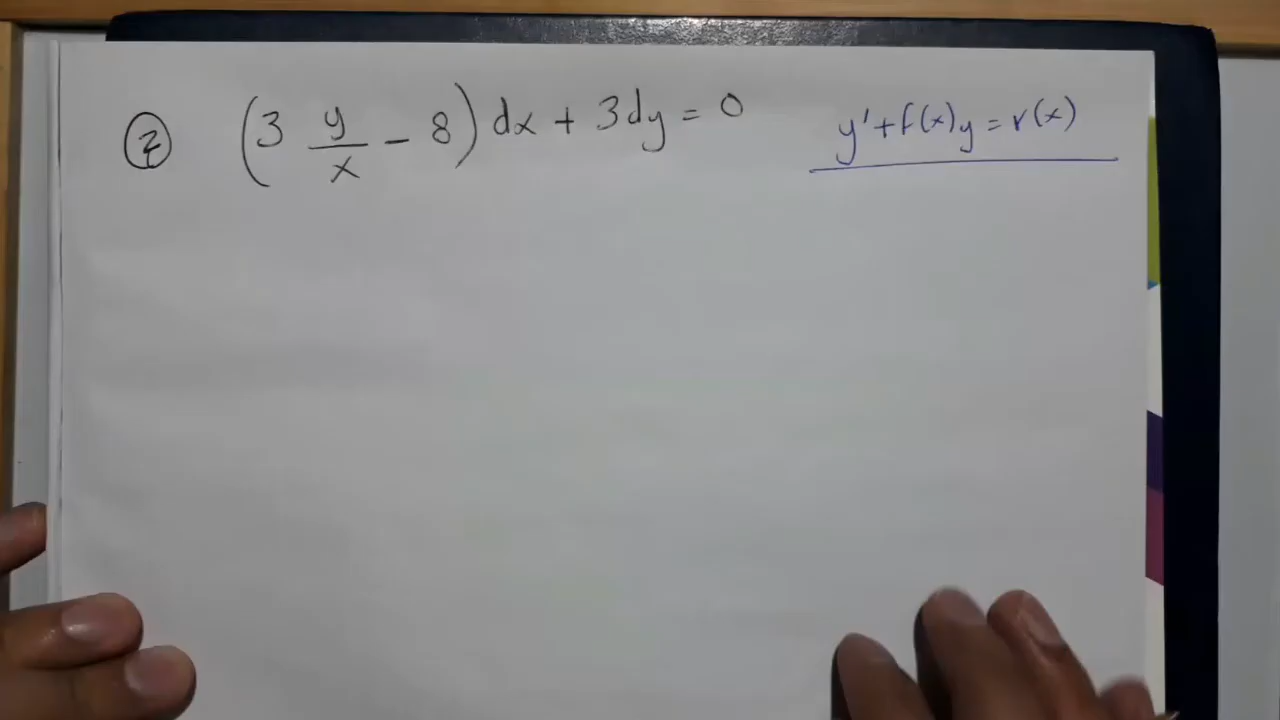 ② (3 y/x - 8) dx + 3dy = 0
y' + f(x)y = r(x)